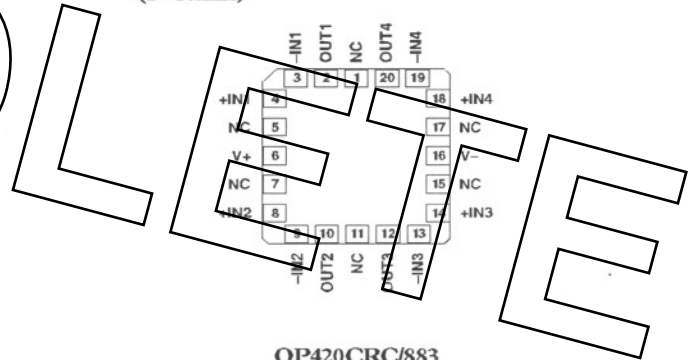 -IN1 OUT1 NC OUT4 -IN4
3 2 1 20 19
+IN1 4 18 +IN4
NC 5 17 NC
V+ 6 16 V−
NC 7 15 NC
+IN2 8 14 +IN3
9 10 11 12 13
-IN2 OUT2 NC OUT3 -IN3
LETE
OP420CRC/883